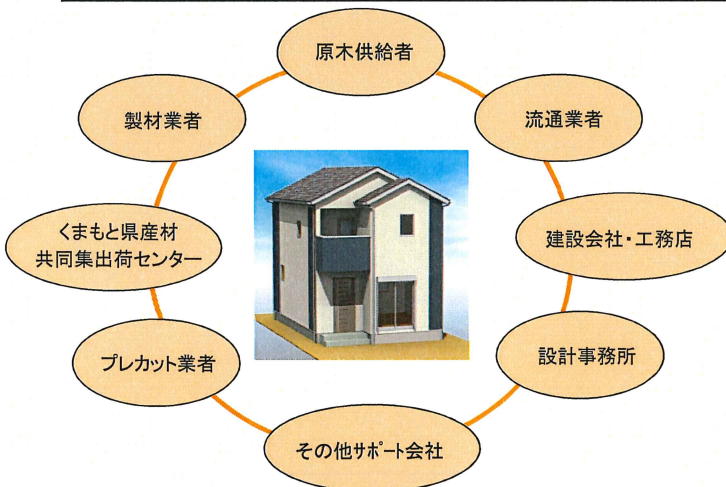 原木供給者
製材業者
流通業者
くまもと県産材
共同集出荷センター
建設会社・工務店
プレカット業者
設計事務所
その他サポート会社